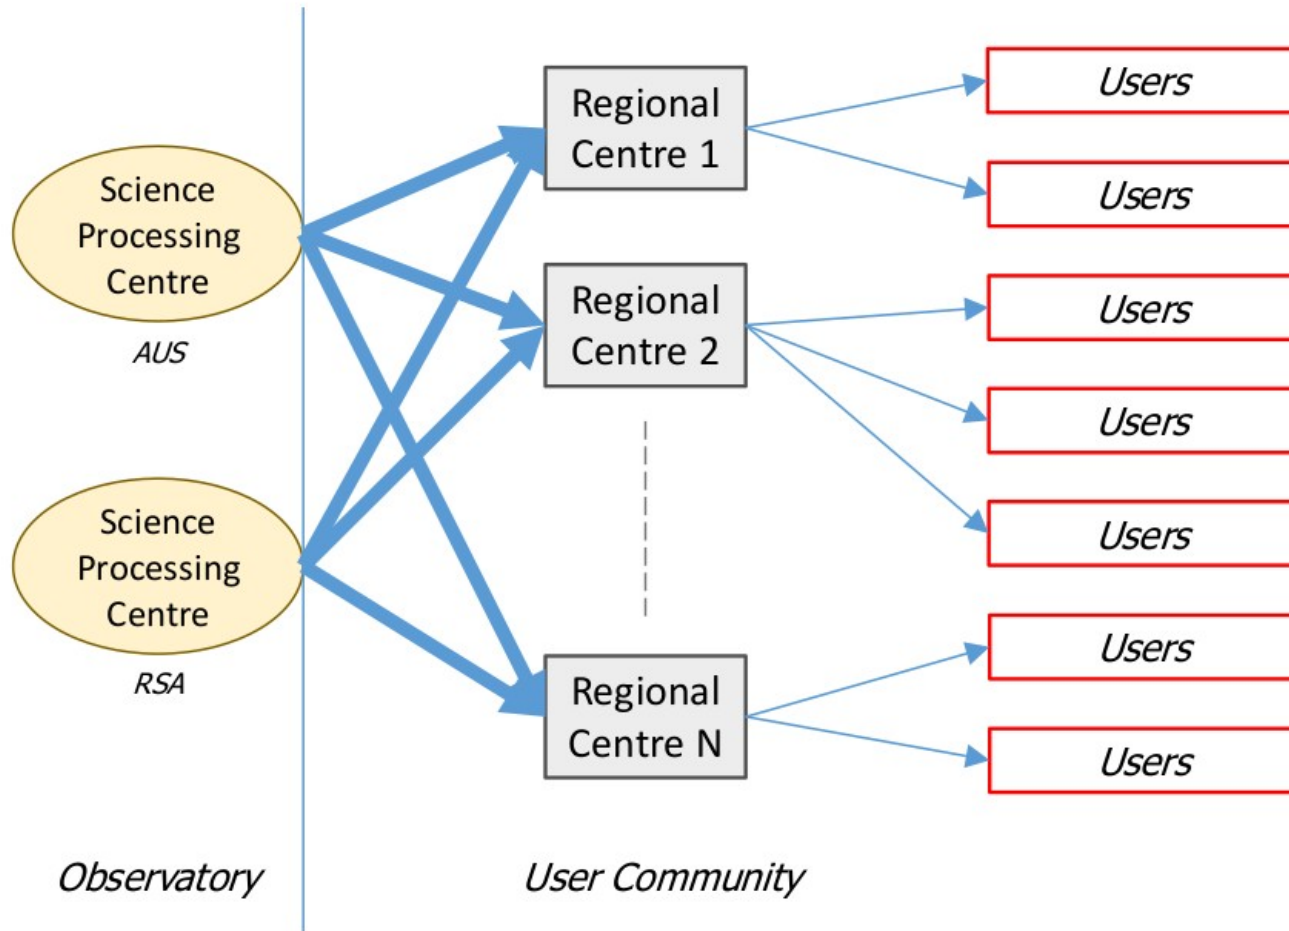 Science
Processing
Centre
AUS
Science
Processing
Centre
RSA
Observatory
Regional
Centre 1
Regional
Centre 2
Regional
Centre N
User Community
Users
Users
Users
Users
Users
Users
Users